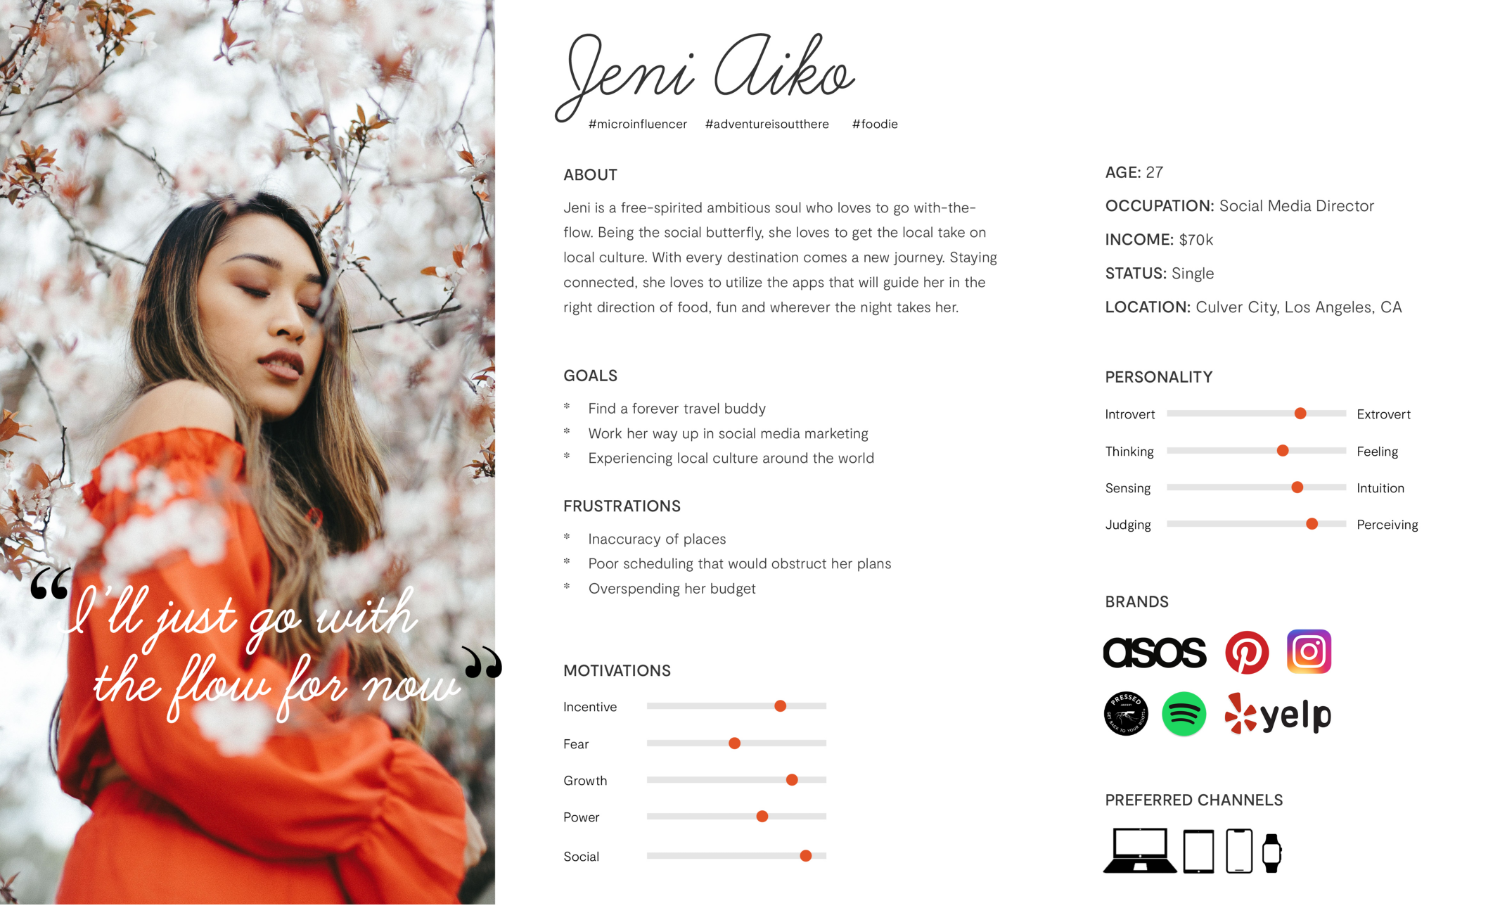 Jeni Aiko
#microinfluencer #adventureisoutthere #foodie
ABOUT
Jeni is a free-spirited ambitious soul who loves to go with-the-
flow. Being the social butterfly, she loves to get the local take on
local culture. With every destination comes a new journey. Staying
connected, she loves to utilize the apps that will guide her in the
right direction of food, fun and wherever the night takes her.
GOALS
* Find a forever travel buddy
* Work her way up in social media marketing
* Experiencing local culture around the world
FRUSTRATIONS
* Inaccuracy of places
* Poor scheduling that would obstruct her plans
* Overspending her budget
MOTIVATIONS
Incentive
Fear
Growth
Power
Social
“I'll just go with
the flow for now”
AGE: 27
OCCUPATION: Social Media Director
INCOME: $70k
STATUS: Single
LOCATION: Culver City, Los Angeles, CA
PERSONALITY
Introvert Extrovert
Thinking Feeling
Sensing Intuition
Judging Perceiving
BRANDS
asos
PRESSED
yelp
PREFERRED CHANNELS